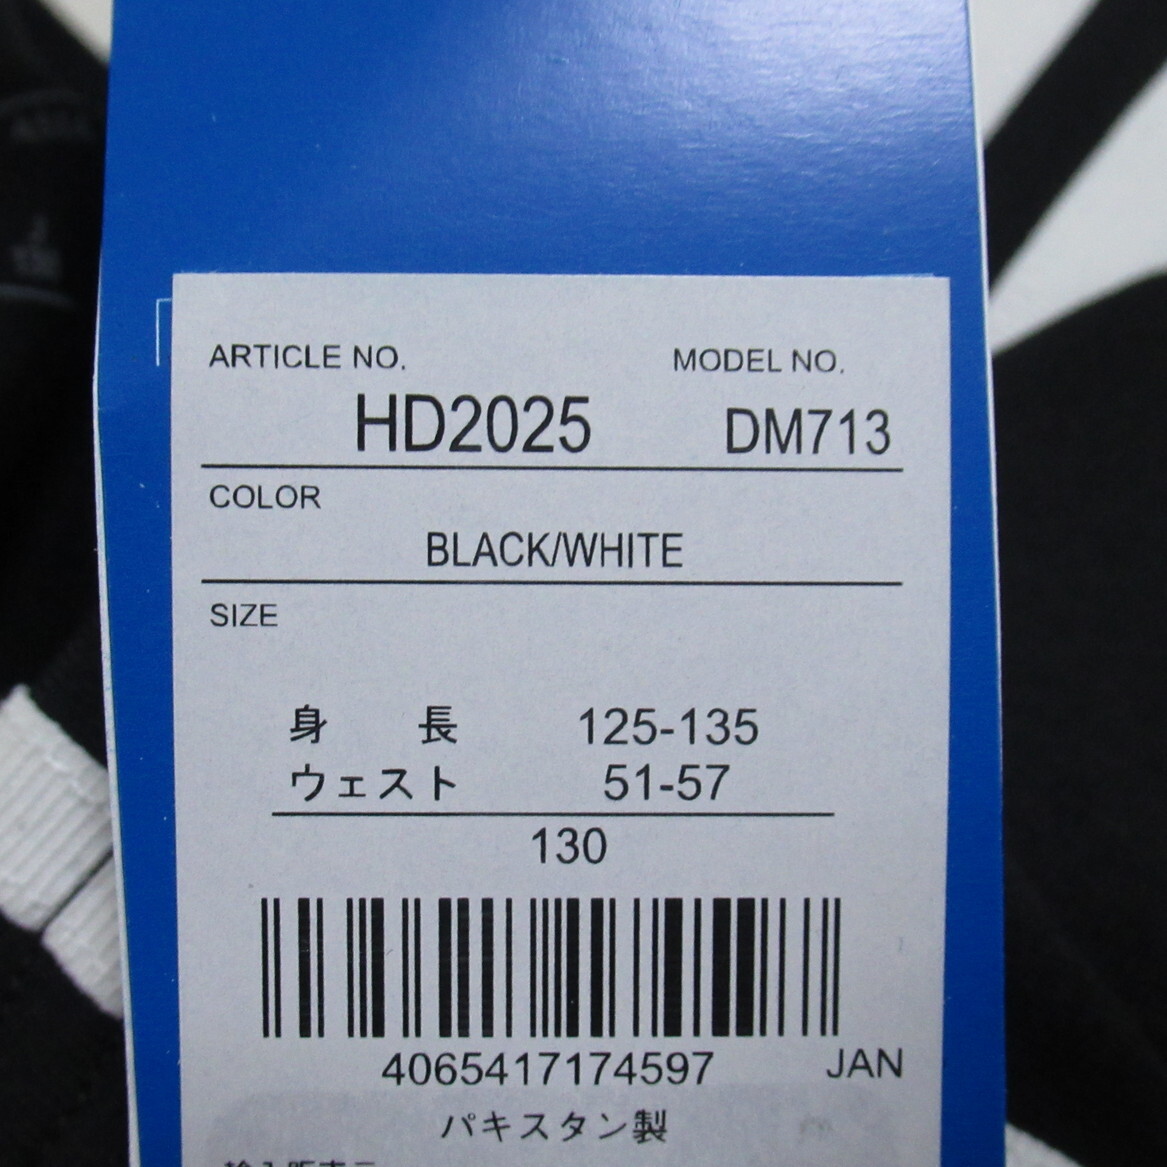 ARTICLE NO. MODEL NO.
HD2025 DM713
COLOR
BLACK/WHITE
SIZE
身長 125-135
ウェスト 51-57
130
4065417174597 JAN
パキスタン製